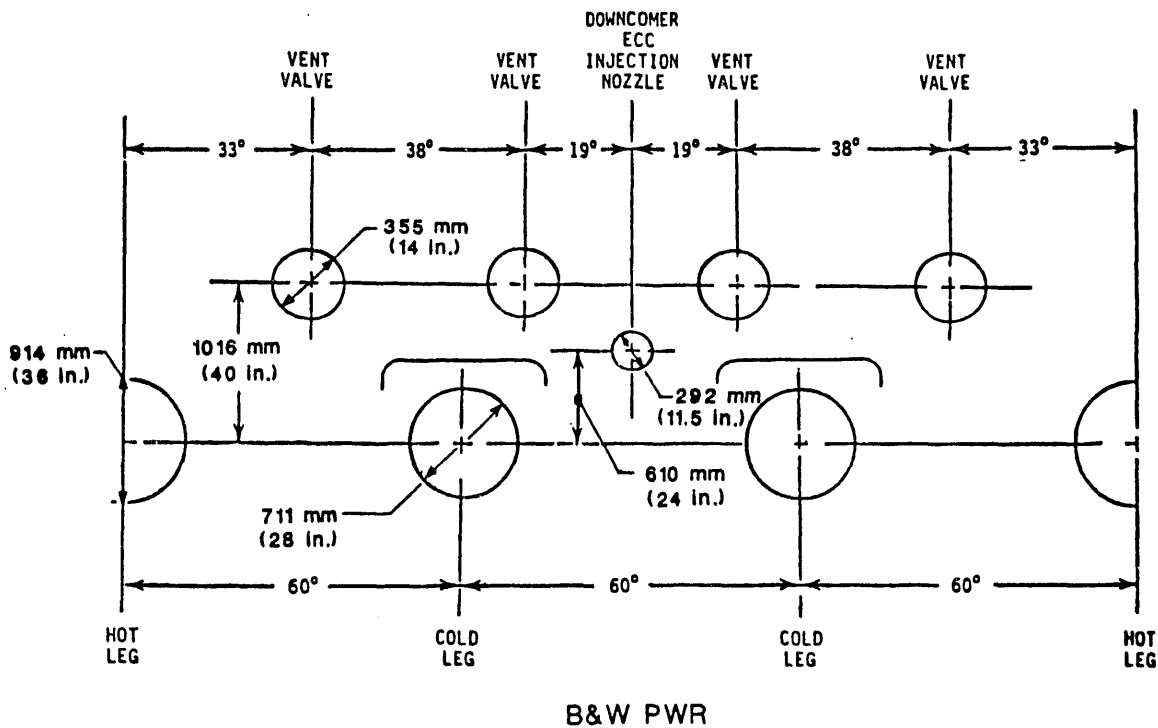 DOWNCOMER
ECC
INJECTION
NOZZLE
VENT
VALVE
VENT
VALVE
VENT
VALVE
VENT
VALVE
33°
38°
19°
19°
38°
33°
355 mm
(14 in.)
1016 mm
(40 in.)
914 mm
(36 in.)
292 mm
(11.5 in.)
610 mm
(24 in.)
711 mm
(28 in.)
60°
60°
60°
HOT
LEG
COLD
LEG
COLD
LEG
HOT
LEG
B&W PWR